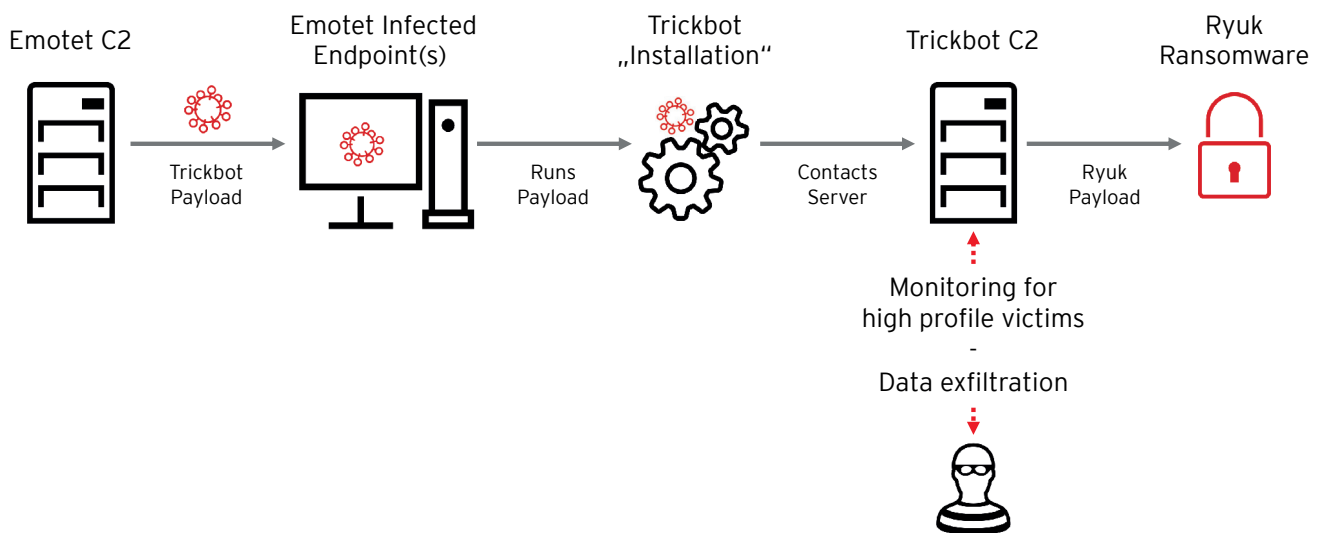 Emotet C2
Emotet Infected
Endpoint(s)
Trickbot
„Installation“
Trickbot C2
Ryuk
Ransomware
Trickbot
Payload
Runs
Payload
Contacts
Server
Ryuk
Payload
Monitoring for
high profile victims
-
Data exfiltration